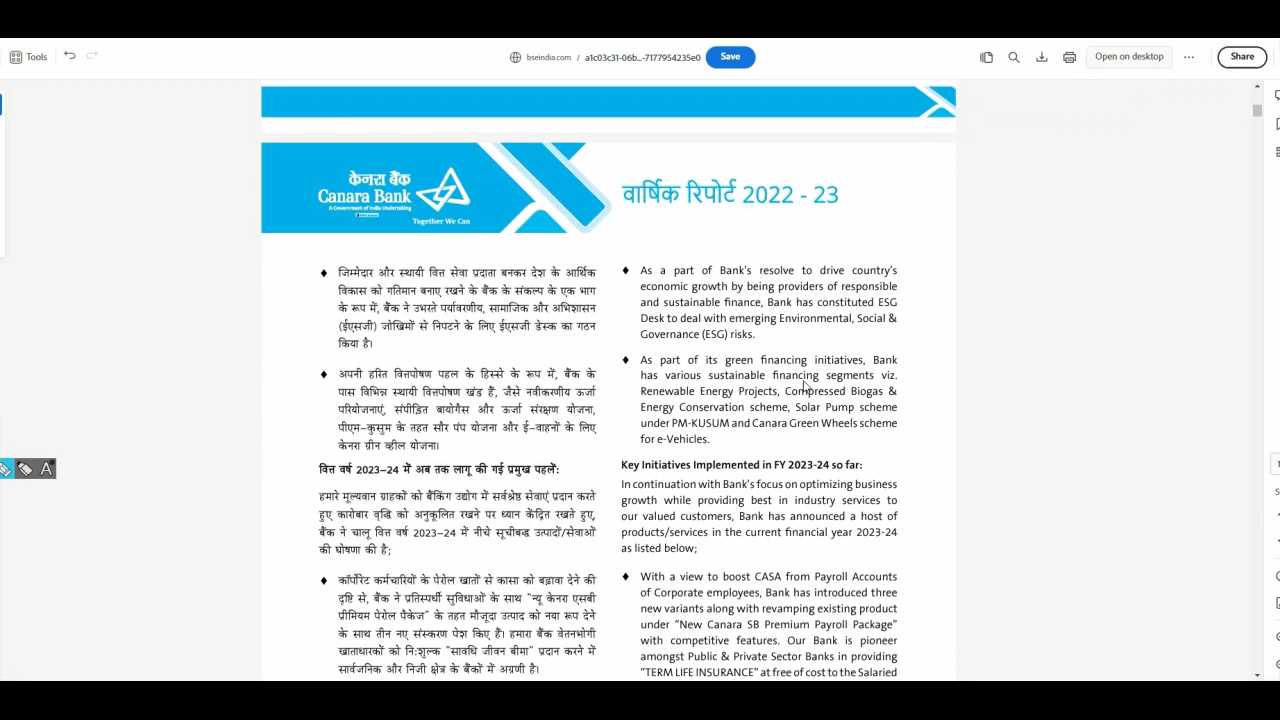 Tools
bseindia.com / a1c03c31-06b...-7177954235e0
Save
Open on desktop
Share
केनरा बैंक
Canara Bank
A Government of India Undertaking
Together We Can
वार्षिक रिपोर्ट 2022 - 23
♦ जिम्मेदार और स्थायी वित्त सेवा प्रदाता बनकर देश के आर्थिक
विकास को गतिमान बनाए रखने के बैंक के संकल्प के एक भाग
के रूप में, बैंक ने उभरते पर्यावरणीय, सामाजिक और अभिशासन
(ईएसजी) जोखिमों से निपटने के लिए ईएसजी डेस्क का गठन
किया है।
♦ अपनी हरित वित्तपोषण पहल के हिस्से के रूप में, बैंक के
पास विभिन्न स्थायी वित्तपोषण खंड हैं, जैसे नवीकरणीय ऊर्जा
परियोजनाएं, संपीड़ित बायोगैस और ऊर्जा संरक्षण योजना,
पीएम-कुसुम के तहत सौर पंप योजना और ई-वाहनों के लिए
केनरा ग्रीन व्हील योजना।
वित्त वर्ष 2023-24 में अब तक लागू की गई प्रमुख पहलें:
हमारे मूल्यवान ग्राहकों को बैंकिंग उद्योग में सर्वश्रेष्ठ सेवाएं प्रदान करते
हुए कारोबार वृद्धि को अनुकूलित रखने पर ध्यान केंद्रित रखते हुए,
बैंक ने चालू वित्त वर्ष 2023-24 में नीचे सूचीबद्ध उत्पादों/सेवाओं
की घोषणा की है;
♦ कॉर्पोरेट कर्मचारियों के पेरोल खातों से कासा को बढ़ावा देने की
दृष्टि से, बैंक ने प्रतिस्पर्धी सुविधाओं के साथ "न्यू केनरा एसबी
प्रीमियम पेरोल पैकेज" के तहत मौजूदा उत्पाद को नया रूप देने
के साथ तीन नए संस्करण पेश किए हैं। हमारा बैंक वेतनभोगी
खाताधारकों को नि:शुल्क "सावधि जीवन बीमा" प्रदान करने में
सार्वजनिक और निजी क्षेत्र के बैंकों में अग्रणी है।
♦ As a part of Bank's resolve to drive country's
economic growth by being providers of responsible
and sustainable finance, Bank has constituted ESG
Desk to deal with emerging Environmental, Social &
Governance (ESG) risks.
♦ As part of its green financing initiatives, Bank
has various sustainable financing segments viz.
Renewable Energy Projects, Compressed Biogas &
Energy Conservation scheme, Solar Pump scheme
under PM-KUSUM and Canara Green Wheels scheme
for e-Vehicles.
Key Initiatives Implemented in FY 2023-24 so far:
In continuation with Bank's focus on optimizing business
growth while providing best in industry services to
our valued customers, Bank has announced a host of
products/services in the current financial year 2023-24
as listed below;
♦ With a view to boost CASA from Payroll Accounts
of Corporate employees, Bank has introduced three
new variants along with revamping existing product
under "New Canara SB Premium Payroll Package"
with competitive features. Our Bank is pioneer
amongst Public & Private Sector Banks in providing
"TERM LIFE INSURANCE" at free of cost to the Salaried